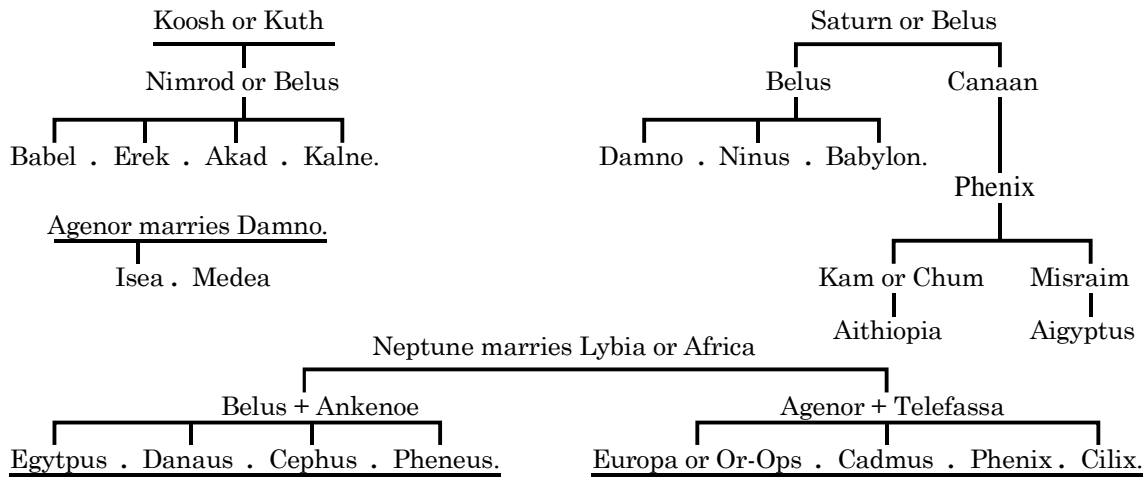 Koosh or Kuth
Saturn or Belus
Nimrod or Belus
Belus Canaan
Babel . Erek . Akad . Kalne.
Damno . Ninus . Babylon.
Phenix
Agenor marries Damno.
Isea . Medea
Kam or Chum Misraim
Aithiopia Aigyptus
Neptune marries Lybia or Africa
Belus + Ankenoe
Agenor + Telefassa
Egytpus . Danaus . Cephus . Pheneus.
Europa or Or-Ops . Cadmus . Phenix . Cilix.